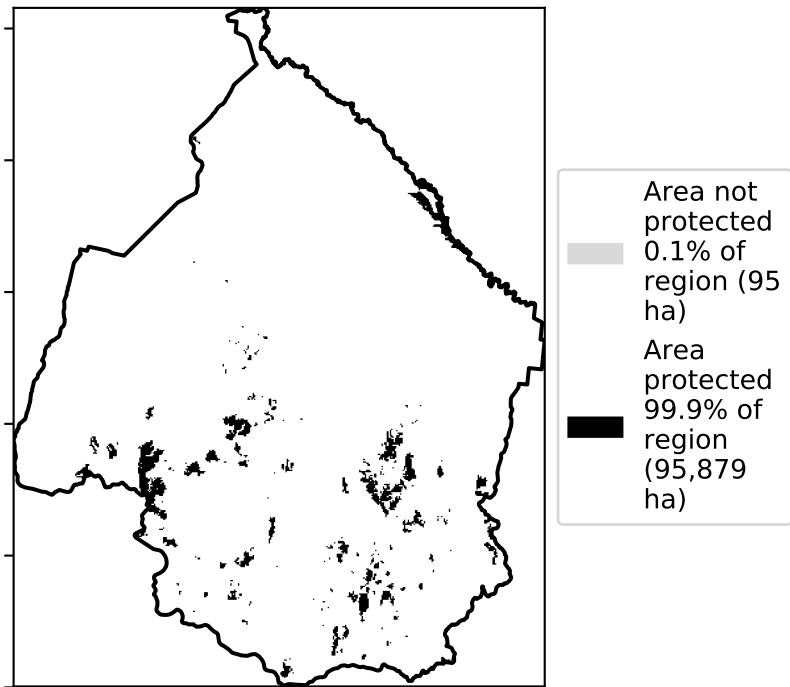 Area not
protected
0.1% of
region (95
ha)
Area
protected
99.9% of
region
(95,879
ha)